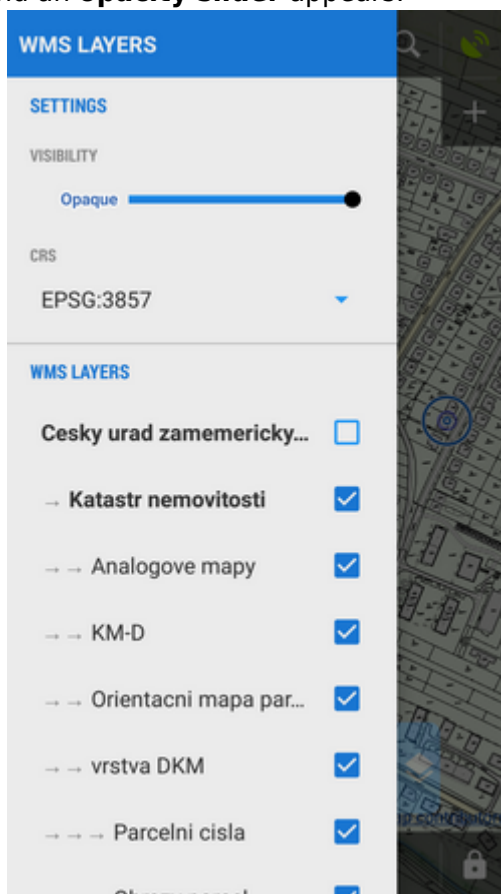 WMS LAYERS
SETTINGS
VISIBILITY
Opaque
CRS
EPSG:3857
WMS LAYERS
Cesky urad zamemericky...
→ Katastr nemovitosti
→ → Analogove mapy
→ → KM-D
→ → Orientacni mapa par...
→ → vrstva DKM
→ → → Parcelni cisla